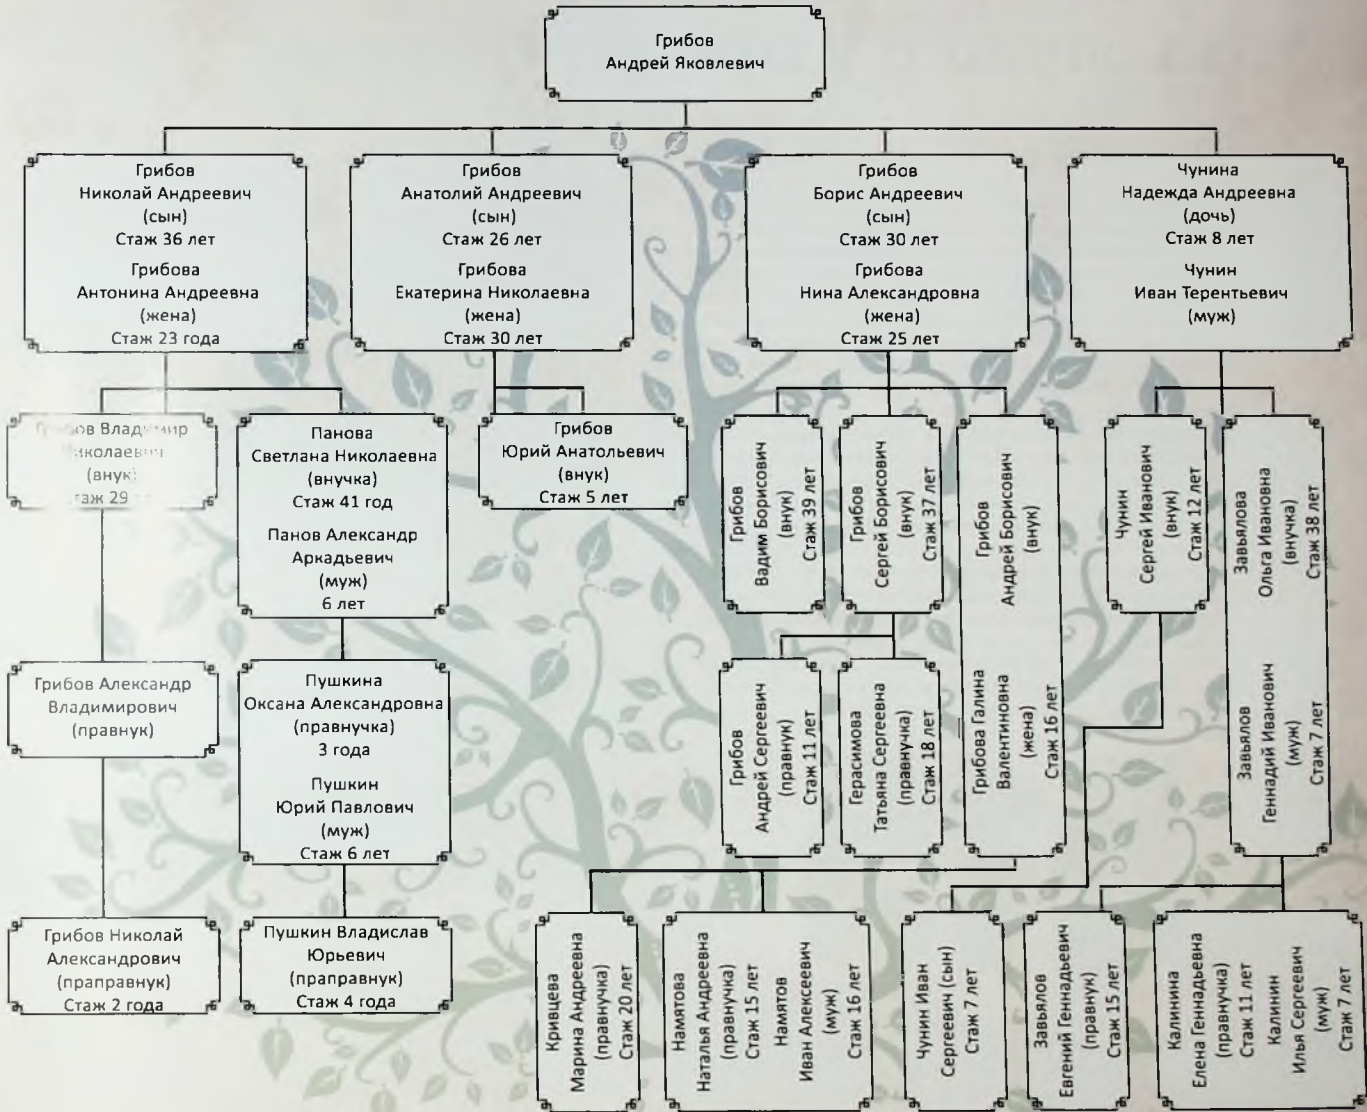 Грибов
Андрей Яковлевич
Грибов
Николай Андреевич
(сын)
Стаж 36 лет
Грибова
Антонина Андреевна
(жена)
Стаж 23 года
Грибов
Анатолий Андреевич
(сын)
Стаж 26 лет
Грибова
Екатерина Николаевна
(жена)
Стаж 30 лет
Грибов
Борис Андреевич
(сын)
Стаж 30 лет
Грибова
Нина Александровна
(жена)
Стаж 25 лет
Чунина
Надежда Андреевна
(дочь)
Стаж 8 лет
Чунин
Иван Терентьевич
(муж)
Грибов Владимир
Николаевич
(внук)
Стаж 29
Панова
Светлана Николаевна
(внучка)
Стаж 41 год
Панов Александр
Аркадьевич
(муж)
6 лет
Грибов
Юрий Анатольевич
(внук)
Стаж 5 лет
Грибов
Вадим Борисович
(внук)
Стаж 39 лет
Грибов
Сергей Борисович
(внук)
Стаж 37 лет
Грибов
Андрей Борисович
(внук)
Грибова Галина
Валентиновна
(жена)
Стаж 16 лет
Чунин
Сергей Иванович
(внук)
Стаж 12 лет
Завьялова
Ольга Ивановна
(внучка)
Стаж 38 лет
Завьялов
Геннадий Иванович
(муж)
Стаж 7 лет
Грибов Александр
Владимирович
(правнук)
Пушкина
Оксана Александровна
(правнучка)
3 года
Пушкин
Юрий Павлович
(муж)
Стаж 6 лет
Грибов
Андрей Сергеевич
(правнук)
Стаж 11 лет
Герасимова
Татьяна Сергеевна
(правнучка)
Стаж 18 лет
Грибов Николай
Александрович
(праправнук)
Стаж 2 года
Пушкин Владислав
Юрьевич
(праправнук)
Стаж 4 года
Кривцева
Марина Андреевна
(правнучка)
Стаж 20 лет
Намятова
Наталья Андреевна
(правнучка)
Стаж 15 лет
Намятов
Иван Алексеевич
(муж)
Стаж 16 лет
Чунин Иван
Сергеевич (сын)
Стаж 7 лет
Завьялов
Евгений Геннадьевич
(правнук)
Стаж 15 лет
Калинина
Елена Геннадьевна
(правнучка)
Стаж 11 лет
Калинин
Илья Сергеевич
(муж)
Стаж 7 лет